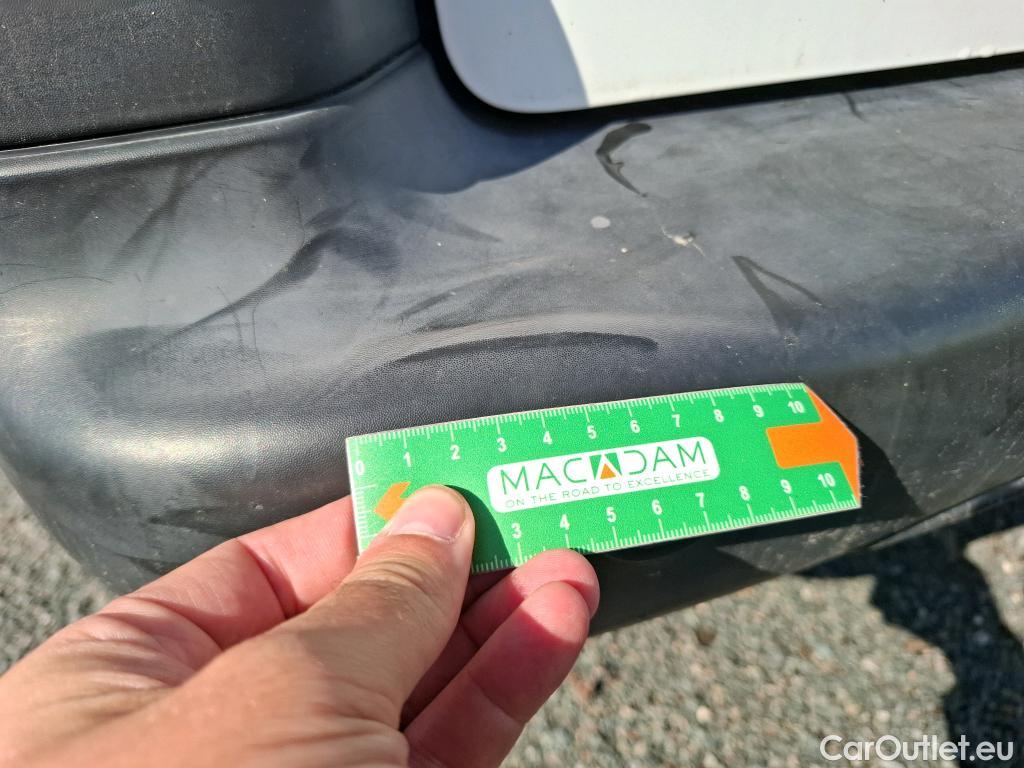 0 1 2 3 4 5 6 7 8 9 10
MACADAM
ON THE ROAD TO EXCELLENCE
3 4 5 6 7 8 9 10
CarOutlet.eu